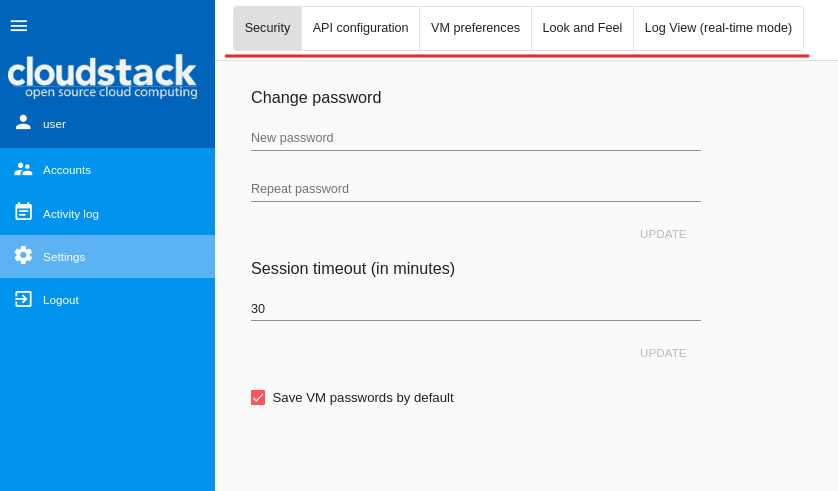 cloudstack
open source cloud computing
user
Accounts
Activity log
Settings
Logout
Security API configuration VM preferences Look and Feel Log View (real-time mode)
Change password
New password
Repeat password
UPDATE
Session timeout (in minutes)
30
UPDATE
Save VM passwords by default